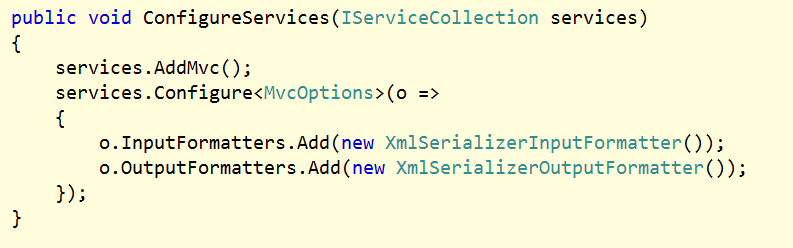 public void ConfigureServices(IServiceCollection services)
{
    services.AddMvc();
    services.Configure<MvcOptions>(o =>
    {
        o.InputFormatters.Add(new XmlSerializerInputFormatter());
        o.OutputFormatters.Add(new XmlSerializerOutputFormatter());
    });
}